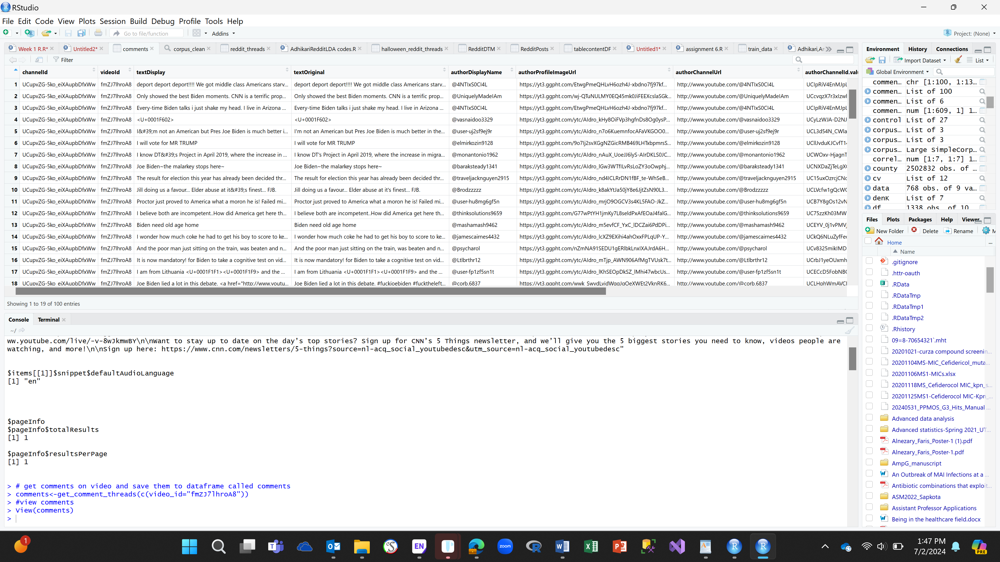 RStudio
File Edit Code View Plots Session Build Debug Profile Tools Help
Go to file/function Addins Project: (None)
Week 1 R.R* Untitled2* comments corpus_clean reddit_threads AdhikariRedditLDA codes.R halloween_reddit_threads RedditDTM RedditPosts tablecontentDF Untitled1* assignment 6.R train_data Adhikari,Ar
Filter
channelId videoId textDisplay textOriginal authorDisplayName authorProfileImageUrl authorChannelUrl authorChannelId.val
1 UCupvZG-5ko_eiXAupbDfxWw fmZJ7lhroA8 deport deport deport!!!! We got middle class Americans starv... deport deport deport!!!! We got middle class Americans starv... @4NTIxS0CI4L https://yt3.ggpht.com/EtwgPmeQHLvH6ozh4J-xbdno7fj97kf... http://www.youtube.com/@4NTIxS0CI4L UCIpRiV4EnMJpL
2 UCupvZG-5ko_eiXAupbDfxWw fmZJ7lhroA8 Only showed the best Biden moments. CNN is a terrific prop... Only showed the best Biden moments. CNN is a terrific prop... @UniquelyMadeIAm https://yt3.ggpht.com/wj-QTuNULMY0EQ45mk0JiFEEXcslaSGk... http://www.youtube.com/@UniquelyMadeIAm UCcvqzX7r3xIzwl
3 UCupvZG-5ko_eiXAupbDfxWw fmZJ7lhroA8 Every-time Biden talks i just shake my head. I live in Arizona ... Every-time Biden talks i just shake my head. I live in Arizona ... @4NTIxS0CI4L https://yt3.ggpht.com/EtwgPmeQHLvH6ozh4J-xbdno7fj97kf... http://www.youtube.com/@4NTIxS0CI4L UCIpRiV4EnMJpL
4 UCupvZG-5ko_eiXAupbDfxWw fmZJ7lhroA8 <U+0001F602> <U+0001F602> @vasnaidoo3329 https://yt3.ggpht.com/ytc/AIdro_kHy8OiFVp3hgfnDs8Og0ysP... http://www.youtube.com/@vasnaidoo3329 UCyLzWJA-D2NJ
5 UCupvZG-5ko_eiXAupbDfxWw fmZJ7lhroA8 I&#39;m not an American but Pres Joe Biden is much better i... I'm not an American but Pres Joe Biden is much better in the... @user-uj2sf9ej9r https://yt3.ggpht.com/ytc/AIdro_n7o6KuemnfocAFaVKGOO0... http://www.youtube.com/@user-uj2sf9ej9r UCL3d54N_CWla
6 UCupvZG-5ko_eiXAupbDfxWw fmZJ7lhroA8 I will vote for MR TRUMP I will vote for MR TRUMP @elmirkozin9128 https://yt3.ggpht.com/9o7Ij2svXGgNZGicRMB469LHTxbpmrsS... http://www.youtube.com/@elmirkozin9128 UCllJvduKJCvfT14
7 UCupvZG-5ko_eiXAupbDfxWw fmZJ7lhroA8 I know DT&#39;s Project in April 2019, where the increase in ... I know DT's Project in April 2019, where the increase in migra... @monantonio1962 https://yt3.ggpht.com/ytc/AIdro_nAuX_UoeJJ6lyS-AIrDKLS0JC... http://www.youtube.com/@monantonio1962 UCWOxv-HjagnT
8 UCupvZG-5ko_eiXAupbDfxWw fmZJ7lhroA8 Joe Biden~the malarkey stops here~ Joe Biden~the malarkey stops here~ @baraksteady1341 https://yt3.ggpht.com/ytc/AIdro_lGw3WTfILvRsLoZY3oOwphj... http://www.youtube.com/@baraksteady1341 UCNXDaZjTeLgX
9 UCupvZG-5ko_eiXAupbDfxWw fmZJ7lhroA8 The result for election this year has already been decided thr... The result for election this year has already been decided thr... @traveljacknguyen2915 https://yt3.ggpht.com/ytc/AIdro_nd4ICLRrDN1fBF_te-WhSeB... http://www.youtube.com/@traveljacknguyen2915 UC15uxOzrcjCNc
10 UCupvZG-5ko_eiXAupbDfxWw fmZJ7lhroA8 Jill doing us a favour... Elder abuse at it&#39;s finest... FJB. Jill doing us a favour... Elder abuse at it's finest... FJB. @Brodzzzzz https://yt3.ggpht.com/ytc/AIdro_k8akYtJa50jY8e6JjtZsN90L3... http://www.youtube.com/@Brodzzzzz UCLVcfw1gQcWC
11 UCupvZG-5ko_eiXAupbDfxWw fmZJ7lhroA8 Proctor just proved to America what a moron he is! Failed mi... Proctor just proved to America what a moron he is! Failed mi... @user-hu8mg6gf5n https://yt3.ggpht.com/ytc/AIdro_mrjO9OGCV3s4KL5FAO-JkZ... http://www.youtube.com/@user-hu8mg6gf5n UCB7Y8gOs12vN
12 UCupvZG-5ko_eiXAupbDfxWw fmZJ7lhroA8 I believe both are incompetent..How did America get here th... I believe both are incompetent..How did America get here th... @thinksolutions9659 https://yt3.ggpht.com/G77wPtYH1jmKy7L8seldPxAfEOaJ4falG... http://www.youtube.com/@thinksolutions9659 UC75zzKh03MW
13 UCupvZG-5ko_eiXAupbDfxWw fmZJ7lhroA8 Biden need old age home Biden need old age home @mashamash9462 https://yt3.ggpht.com/ytc/AIdro_m5evfCF_YxC_lDCZai6PdDPi... http://www.youtube.com/@mashamash9462 UCEYV_0j1vPMV
14 UCupvZG-5ko_eiXAupbDfxWw fmZJ7lhroA8 I wonder how much coke he had to get his boy to score to ke... I wonder how much coke he had to get his boy to score to ke... @jamescairnes4432 https://yt3.ggpht.com/ytc/AIdro_lcXZ9EXihi4ahOxxFPLqUP-Y... http://www.youtube.com/@jamescairnes4432 UCkQ6NLuZyfFec
15 UCupvZG-5ko_eiXAupbDfxWw fmZJ7lhroA8 And the poor man just sitting on the train, was beaten and n... And the poor man just sitting on the train, was beaten and n... @psycharol https://yt3.ggpht.com/nZmNA91SEDU1gERlbkLnxIXAJrdA6H... http://www.youtube.com/@psycharol UCv8325mikIMD
16 UCupvZG-5ko_eiXAupbDfxWw fmZJ7lhroA8 It is now mandatory! for Biden to take a cognitive test on vid... It is now mandatory! for Biden to take a cognitive test on vid... @Ltlbrthr12 https://yt3.ggpht.com/ytc/AIdro_mTjp_AWN906AfMgTVUsk7t... http://www.youtube.com/@Ltlbrthr12 UCrbJ1yeOUxmh
17 UCupvZG-5ko_eiXAupbDfxWw fmZJ7lhroA8 I am from Lithuania <U+0001F1F1><U+0001F1F9> and the ... I am from Lithuania <U+0001F1F1><U+0001F1F9> and the ... @user-fp1zf5sn1t https://yt3.ggpht.com/ytc/AIdro_lKhSEOpDkSZ_lMhi47wbcUs... http://www.youtube.com/@user-fp1zf5sn1t UCECcD5FobNBC
18 UCupvZG-5ko_eiXAupbDfxWw fmZJ7lhroA8 Joe Biden lied a lot in this debate. <a href="http://www.youtu... Joe Biden lied a lot in this debate. #fuckjoebiden #fucktheleft... @corb.6837 http://www.youtube.com/@corb.6837 UCLHphWmAVCI
Showing 1 to 19 of 100 entries
Console Terminal
~/
ww.youtube.com/live/-v-8wJkmwBY\n\nWant to stay up to date on the day’s top stories? Sign up for CNN’s 5 Things newsletter, and we’ll give you the 5 biggest stories you need to know, videos people are
watching, and more!\n\nSign up here: https://www.cnn.com/newsletters/5-things?source=nl-acq_social_youtubedesc&utm_source=nl-acq_social_youtubedesc"
$items[[1]]$snippet$defaultAudioLanguage
[1] "en"
$pageInfo
$pageInfo$totalResults
[1] 1
$pageInfo$resultsPerPage
[1] 1
> # get comments on video and save them to dataframe called comments
> comments<-get_comment_threads(c(video_id="fmZJ7lhroA8"))
> #view comments
> View(comments)
>
Environment History Connections
Import Dataset List
Global Environment
commen... chr [1:100, 1:13...
commen... List of 100
commen... List of 6
commen... num [1:609, 1] 1...
control List of 27
corpus... List of 3
corpus... List of 3
corpus... Large SimpleCorp...
correl... num [1:7, 1:7] 1...
county 2502832 obs. of ...
cv List of 12
data 768 obs. of 9 va...
denK List of 7
df 1338 obs. of 10
Files Plots Packages Help Viewer
New Folder Delete Rename M
Home ...
Name
.gitignore
.httr-oauth
.RData
.RDataTmp
.RDataTmp1
.RDataTmp2
.Rhistory
09=8-70654321`.mht
20201021-curza compound screenin...
20201104MS-MIC_Cefidericol_muta...
20201106MS1-MICs.xlsx
20201118MS_Cefiderocol MIC_kpn_s...
20201125MS1-Cefiderocol MIC-Kpn_...
20240531_PPMOS_G3_Hits_Manual ...
Advanced data analysis
Advanced statistics-Spring 2021_UT...
Alnezary_Faris_Poster-1 (1).pdf
Alnezary_Faris_Poster-1.pdf
AmpG_manuscript
An Outbreak of MAI Infections at a ...
Antibiotic combinations that exploit...
ASM2022_Sapkota
Assistant Professor Applications
Being in the healthcare field.docx
1 EN zoom
1:47 PM
7/2/2024
PRE